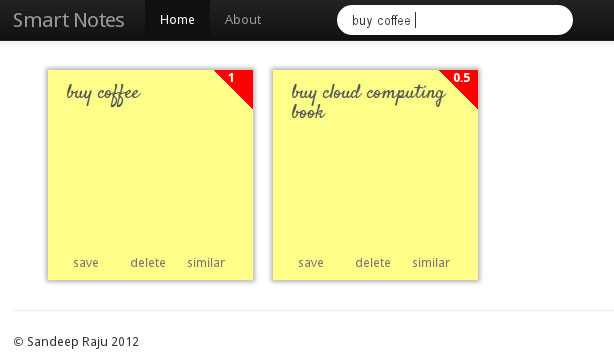 Smart Notes Home About buy coffee
1
buy coffee
0.5
buy cloud computing
book
save delete similar save delete similar
© Sandeep Raju 2012